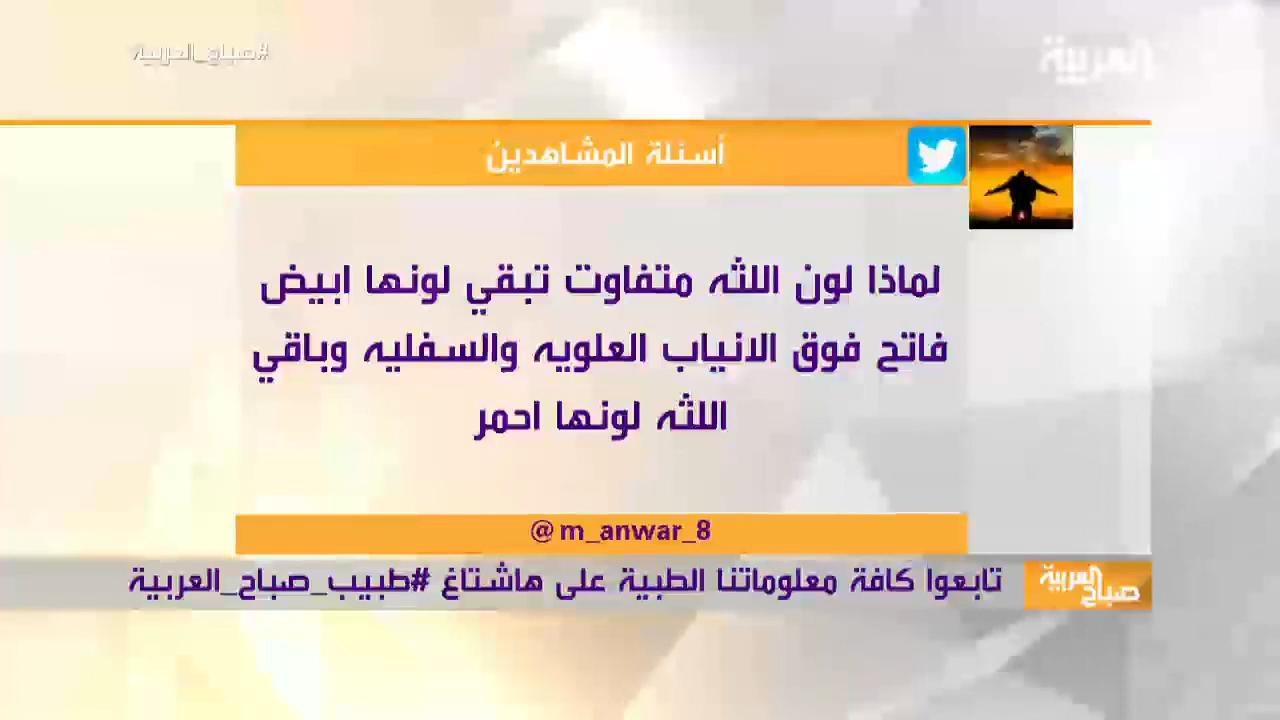 العربية
#صباح_العربية
أسئلة المشاهدين
لماذا لون اللثه متفاوت تبقي لونها ابيض
فاتح فوق الانياب العلويه والسفليه وباقي
اللثه لونها احمر
@m_anwar_8
صباح العربية
تابعوا كافة معلوماتنا الطبية على هاشتاغ #طبيب_صباح_العربية